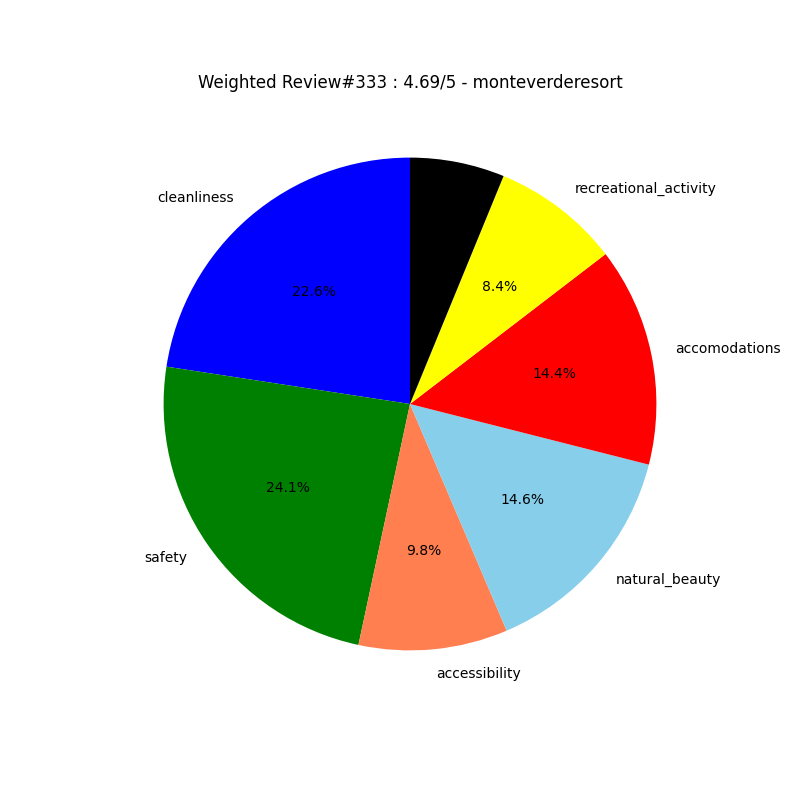 Weighted Review#333 : 4.69/5 - monteverderesort
recreational_activity
cleanliness
8.4%
22.6%
accomodations
14.4%
24.1%
14.6%
9.8%
safety
natural_beauty
accessibility